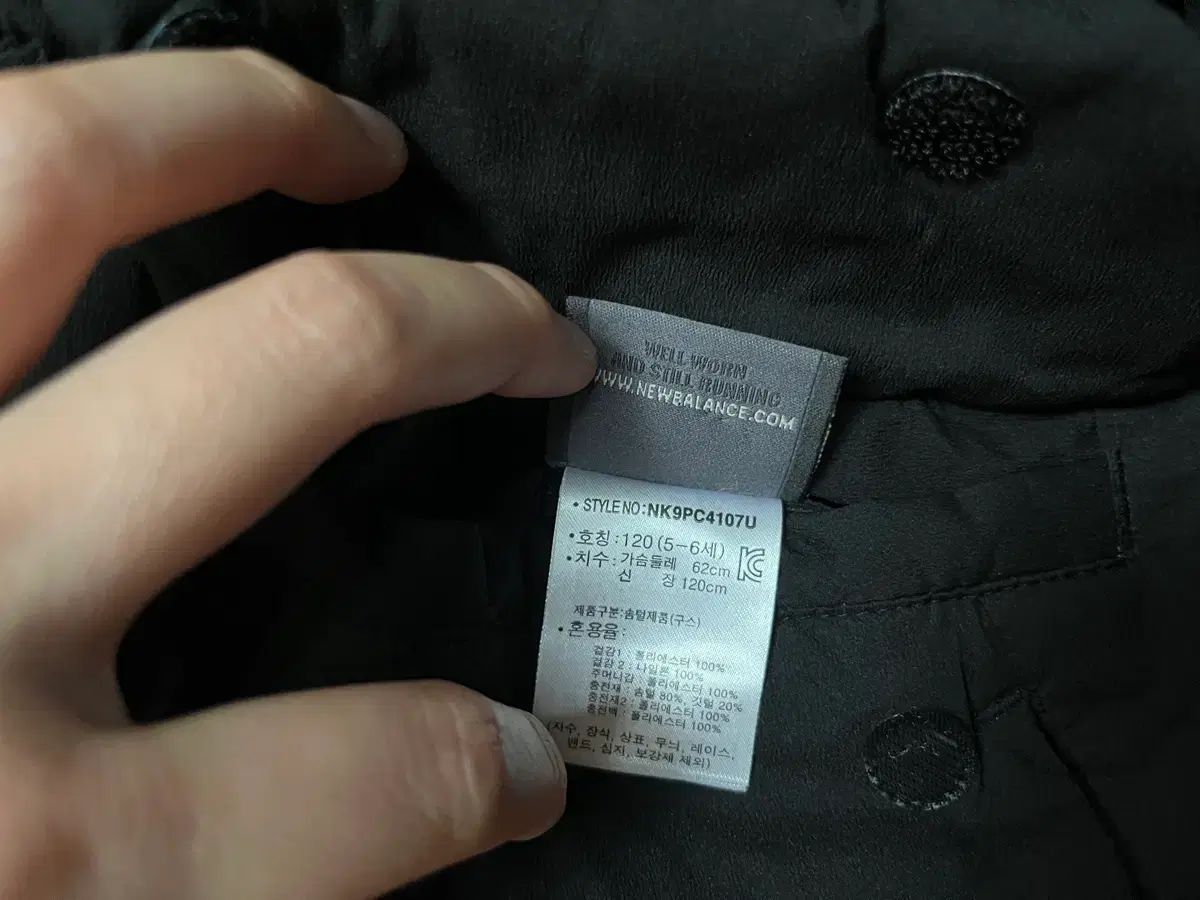 WELL WORN
AND STILL RUNNING
WWW.NEWBALANCE.COM
• STYLE NO:NK9PC4107U
•호칭:120(5-6세)
•치수: 가슴둘레 62cm
신 장 120cm
제품구분:솜털제품(구스)
•혼용율:
겉감1 : 폴리에스터 100%
겉감2 : 나일론 100%
주머니감 : 폴리에스터 100%
충전재 : 솜털 80%, 깃털 20%
충전재2 : 폴리에스터 100%
충전백 : 폴리에스터 100%
(자수, 장식, 상표, 무늬, 레이스,
밴드, 심지, 보강재 제외)